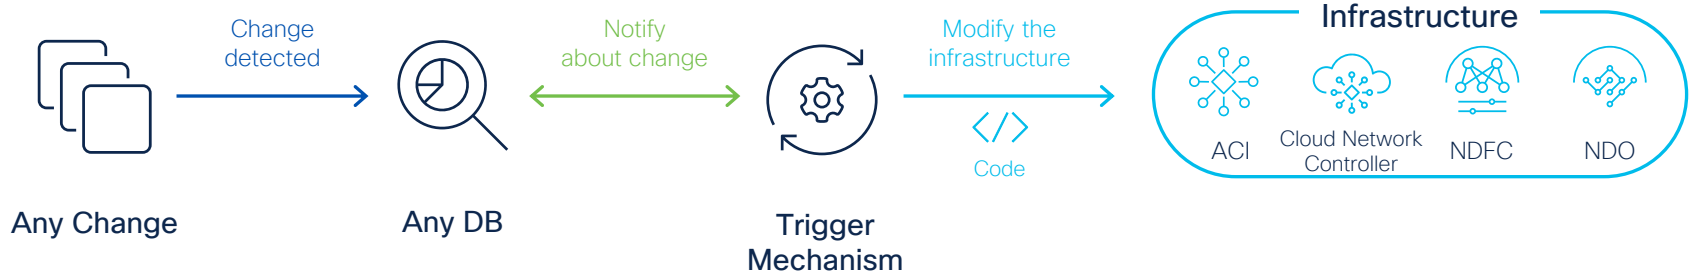 Change
detected
Notify
about change
Modify the
infrastructure
Infrastructure
</>
Code
ACI
Cloud Network
Controller
NDFC
NDO
Any Change
Any DB
Trigger
Mechanism